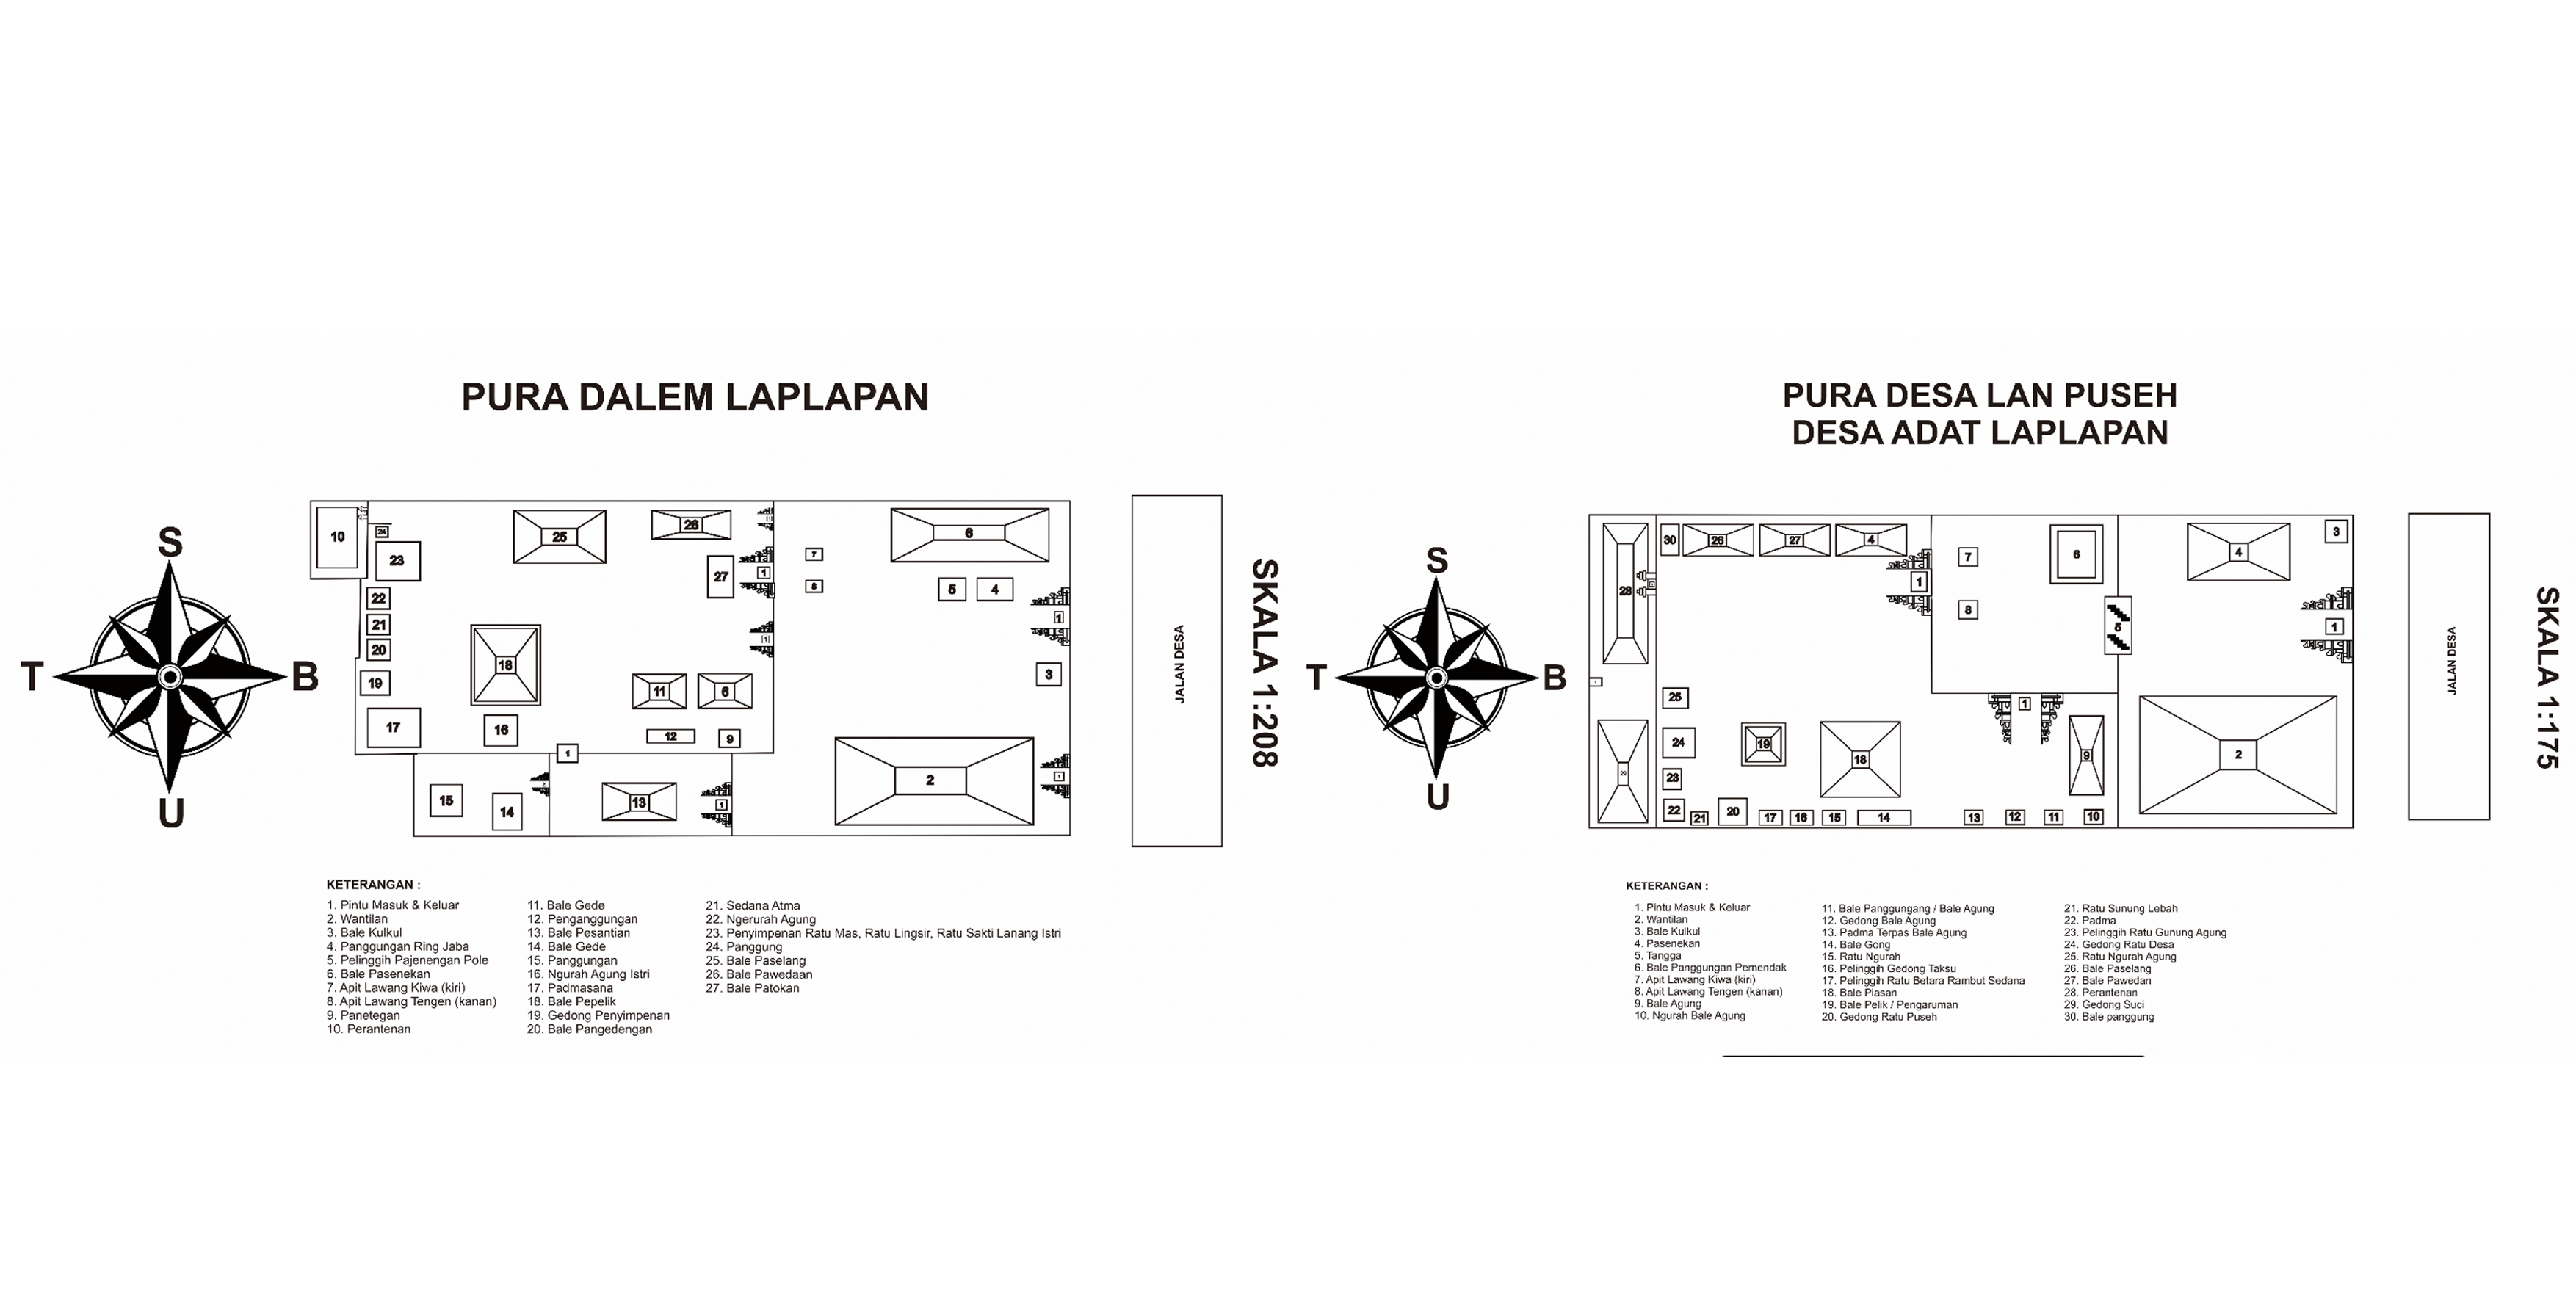 PURA DALEM LAPLAPAN
S
T
B
U
10
24
23
22
21
20
19
17
25
26
27
1
18
16
11
6
12
9
1
15
14
13
1
7
8
6
5
4
1
3
2
1
JALAN DESA
SKALA 1:208
KETERANGAN :
1. Pintu Masuk & Keluar
2. Wantilan
3. Bale Kulkul
4. Panggungan Ring Jaba
5. Pelinggih Pajenengan Pole
6. Bale Pasenekan
7. Apit Lawang Kiwa (kiri)
8. Apit Lawang Tengen (kanan)
9. Panetegan
10. Perantenan
11. Bale Gede
12. Penganggungan
13. Bale Pesantian
14. Bale Gede
15. Panggungan
16. Ngurah Agung Istri
17. Padmasana
18. Bale Pepelik
19. Gedong Penyimpenan
20. Bale Pangedengan
21. Sedana Atma
22. Ngerurah Agung
23. Penyimpenan Ratu Mas, Ratu Lingsir, Ratu Sakti Lanang Istri
24. Panggung
25. Bale Paselang
26. Bale Pawedaan
27. Bale Patokan
PURA DESA LAN PUSEH
DESA ADAT LAPLAPAN
S
T
B
U
28
29
30
26
27
4
1
25
24
23
22
21
20
19
18
17
16
15
14
13
12
11
10
9
1
7
8
6
5
4
3
1
2
JALAN DESA
SKALA 1:175
KETERANGAN :
1. Pintu Masuk & Keluar
2. Wantilan
3. Bale Kulkul
4. Pasenekan
5. Tangga
6. Bale Panggungan Pemendak
7. Apit Lawang Kiwa (kiri)
8. Apit Lawang Tengen (kanan)
9. Bale Agung
10. Ngurah Bale Agung
11. Bale Panggungang / Bale Agung
12. Gedong Bale Agung
13. Padma Terpas Bale Agung
14. Bale Gong
15. Ratu Ngurah
16. Pelinggih Gedong Taksu
17. Pelinggih Ratu Betara Rambut Sedana
18. Bale Piasan
19. Bale Pelik / Pengaruman
20. Gedong Ratu Puseh
21. Ratu Sunung Lebah
22. Padma
23. Pelinggih Ratu Gunung Agung
24. Gedong Ratu Desa
25. Ratu Ngurah Agung
26. Bale Paselang
27. Bale Pawedan
28. Perantenan
29. Gedong Suci
30. Bale panggung